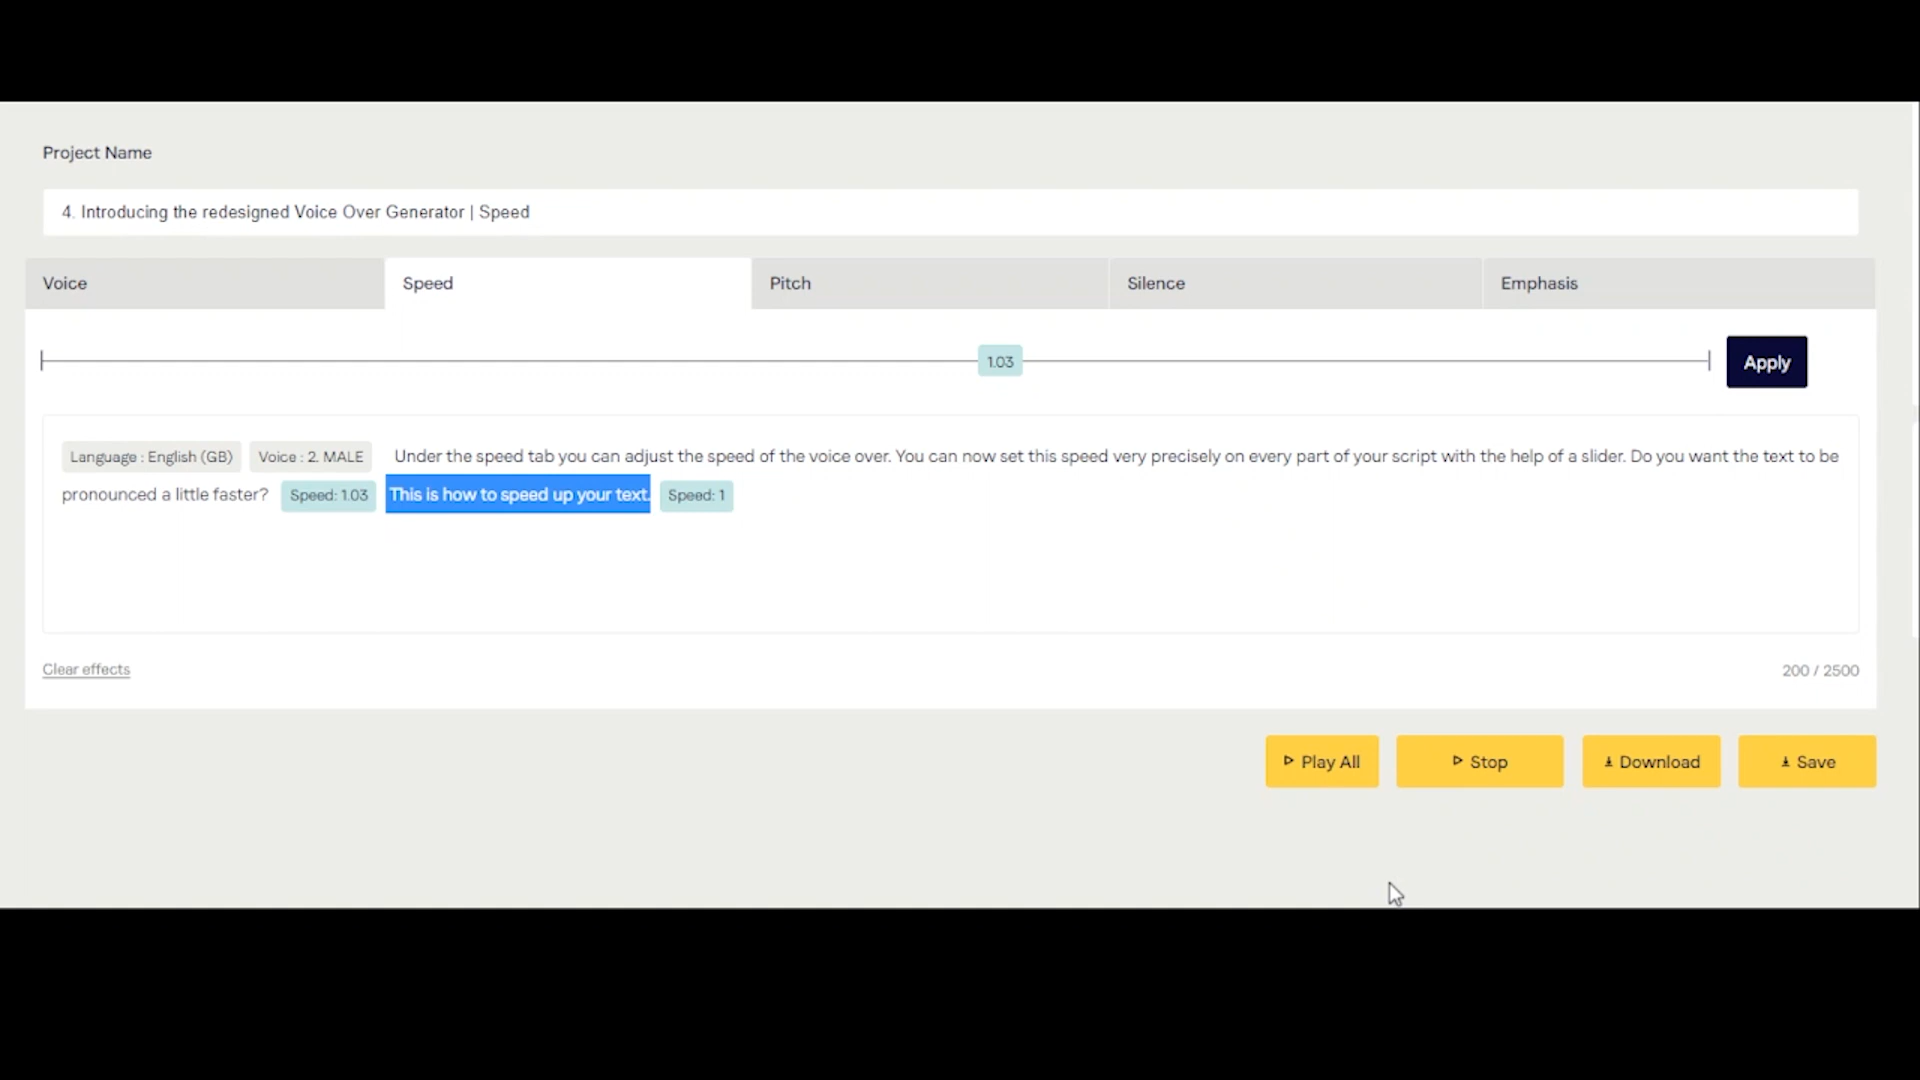 Project Name
4. Introducing the redesigned Voice Over Generator | Speed
Voice Speed Pitch Silence Emphasis
1.03 Apply
Language : English (GB) Voice : 2. MALE Under the speed tab you can adjust the speed of the voice over. You can now set this speed very precisely on every part of your script with the help of a slider. Do you want the text to be
pronounced a little faster? Speed: 1.03 This is how to speed up your text. Speed: 1
Clear effects 200 / 2500
Play All Stop Download Save